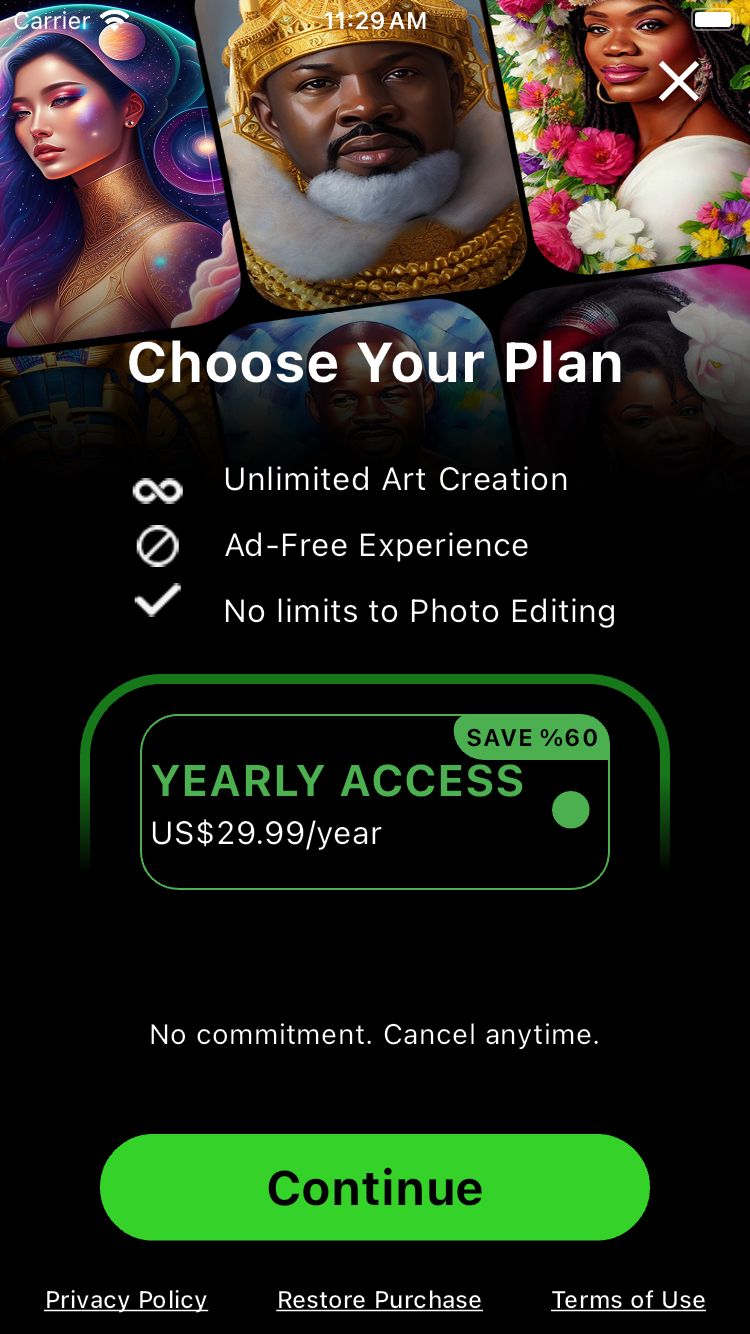 Carrier 11:29 AM
Choose Your Plan
Unlimited Art Creation
Ad-Free Experience
No limits to Photo Editing
SAVE %60
YEARLY ACCESS
US$29.99/year
No commitment. Cancel anytime.
Continue
Privacy Policy Restore Purchase Terms of Use